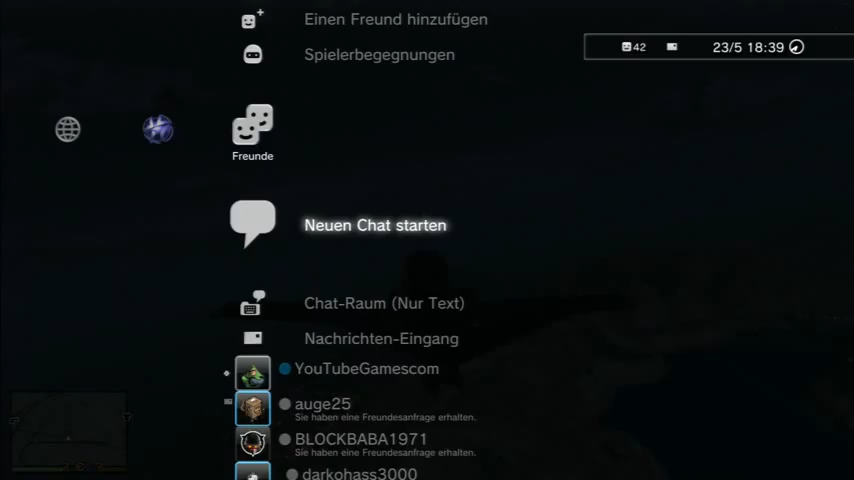 Einen Freund hinzufügen
Spielerbegegnungen
42 23/5 18:39
Freunde
Neuen Chat starten
Chat-Raum (Nur Text)
Nachrichten-Eingang
YouTubeGamescom
auge25
Sie haben eine Freundesanfrage erhalten.
BLOCKBABA1971
Sie haben eine Freundesanfrage erhalten.
darkohass3000